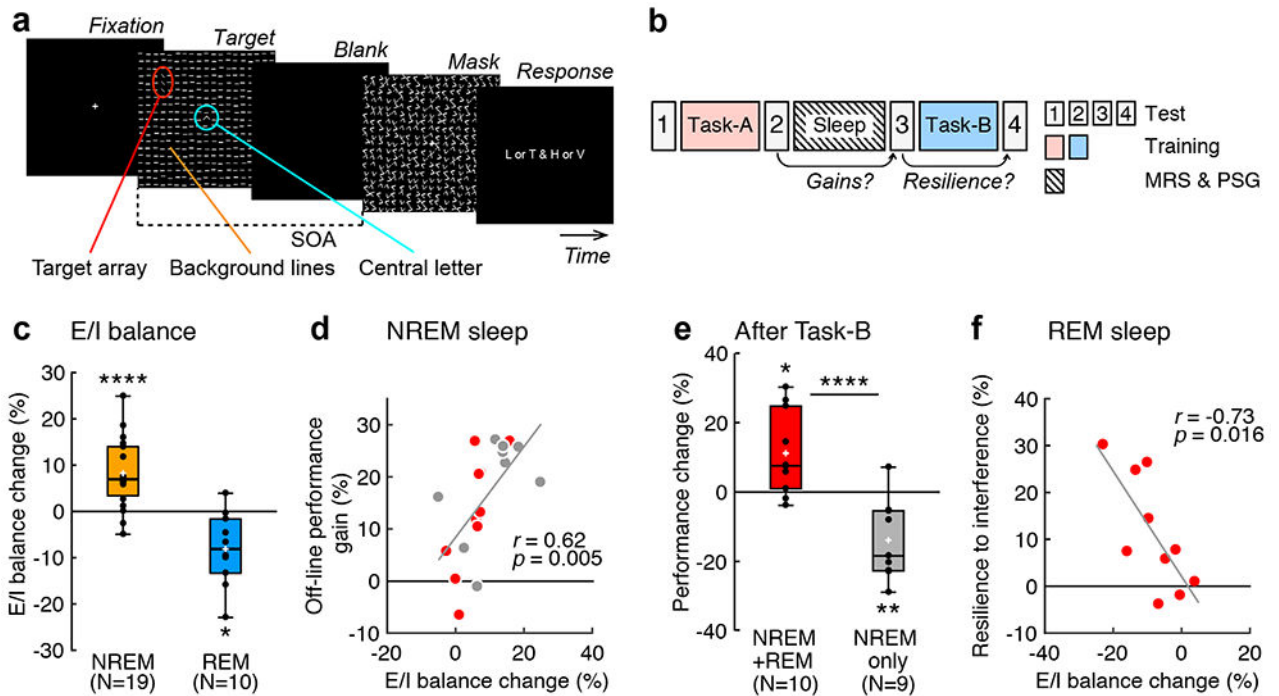 a
Fixation
Target
Blank
Mask
Response
L or T & H or V
SOA
Time
Target array
Background lines
Central letter
b
1 Task-A 2 Sleep 3 Task-B 4
Gains? Resilience?
1 2 3 4 Test
Training
MRS & PSG
c E/I balance
E/I balance change (%)
30
20
10
0
-10
-20
-30
****
*
NREM
(N=19)
REM
(N=10)
d NREM sleep
Off-line performance
gain (%)
30
20
10
0
-10
r = 0.62
p = 0.005
0 20 40
E/I balance change (%)
e After Task-B
Performance change (%)
40
20
0
-20
-40
*
****
**
NREM
+REM
(N=10)
NREM
only
(N=9)
f REM sleep
Resilience to interference (%)
40
30
20
10
0
-10
r = -0.73
p = 0.016
-20 0 20
E/I balance change (%)